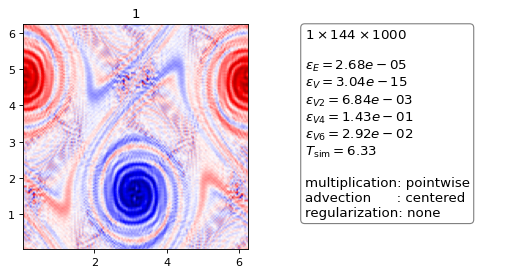 1
6
5
4
3
2
1
2
4
6
1 × 144 × 1000
ε_E = 2.68e − 05
ε_V = 3.04e − 15
ε_V2 = 6.84e − 03
ε_V4 = 1.43e − 01
ε_V6 = 2.92e − 02
T_sim = 6.33
multiplication: pointwise
advection : centered
regularization: none